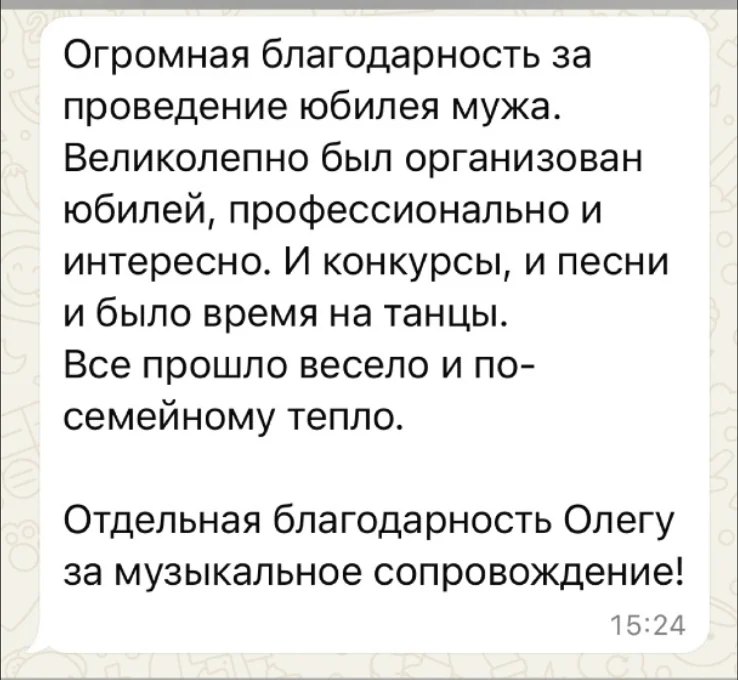 Огромная благодарность за
проведение юбилея мужа.
Великолепно был организован
юбилей, профессионально и
интересно. И конкурсы, и песни
и было время на танцы.
Все прошло весело и по-
семейному тепло.
Отдельная благодарность Олегу
за музыкальное сопровождение!
15:24